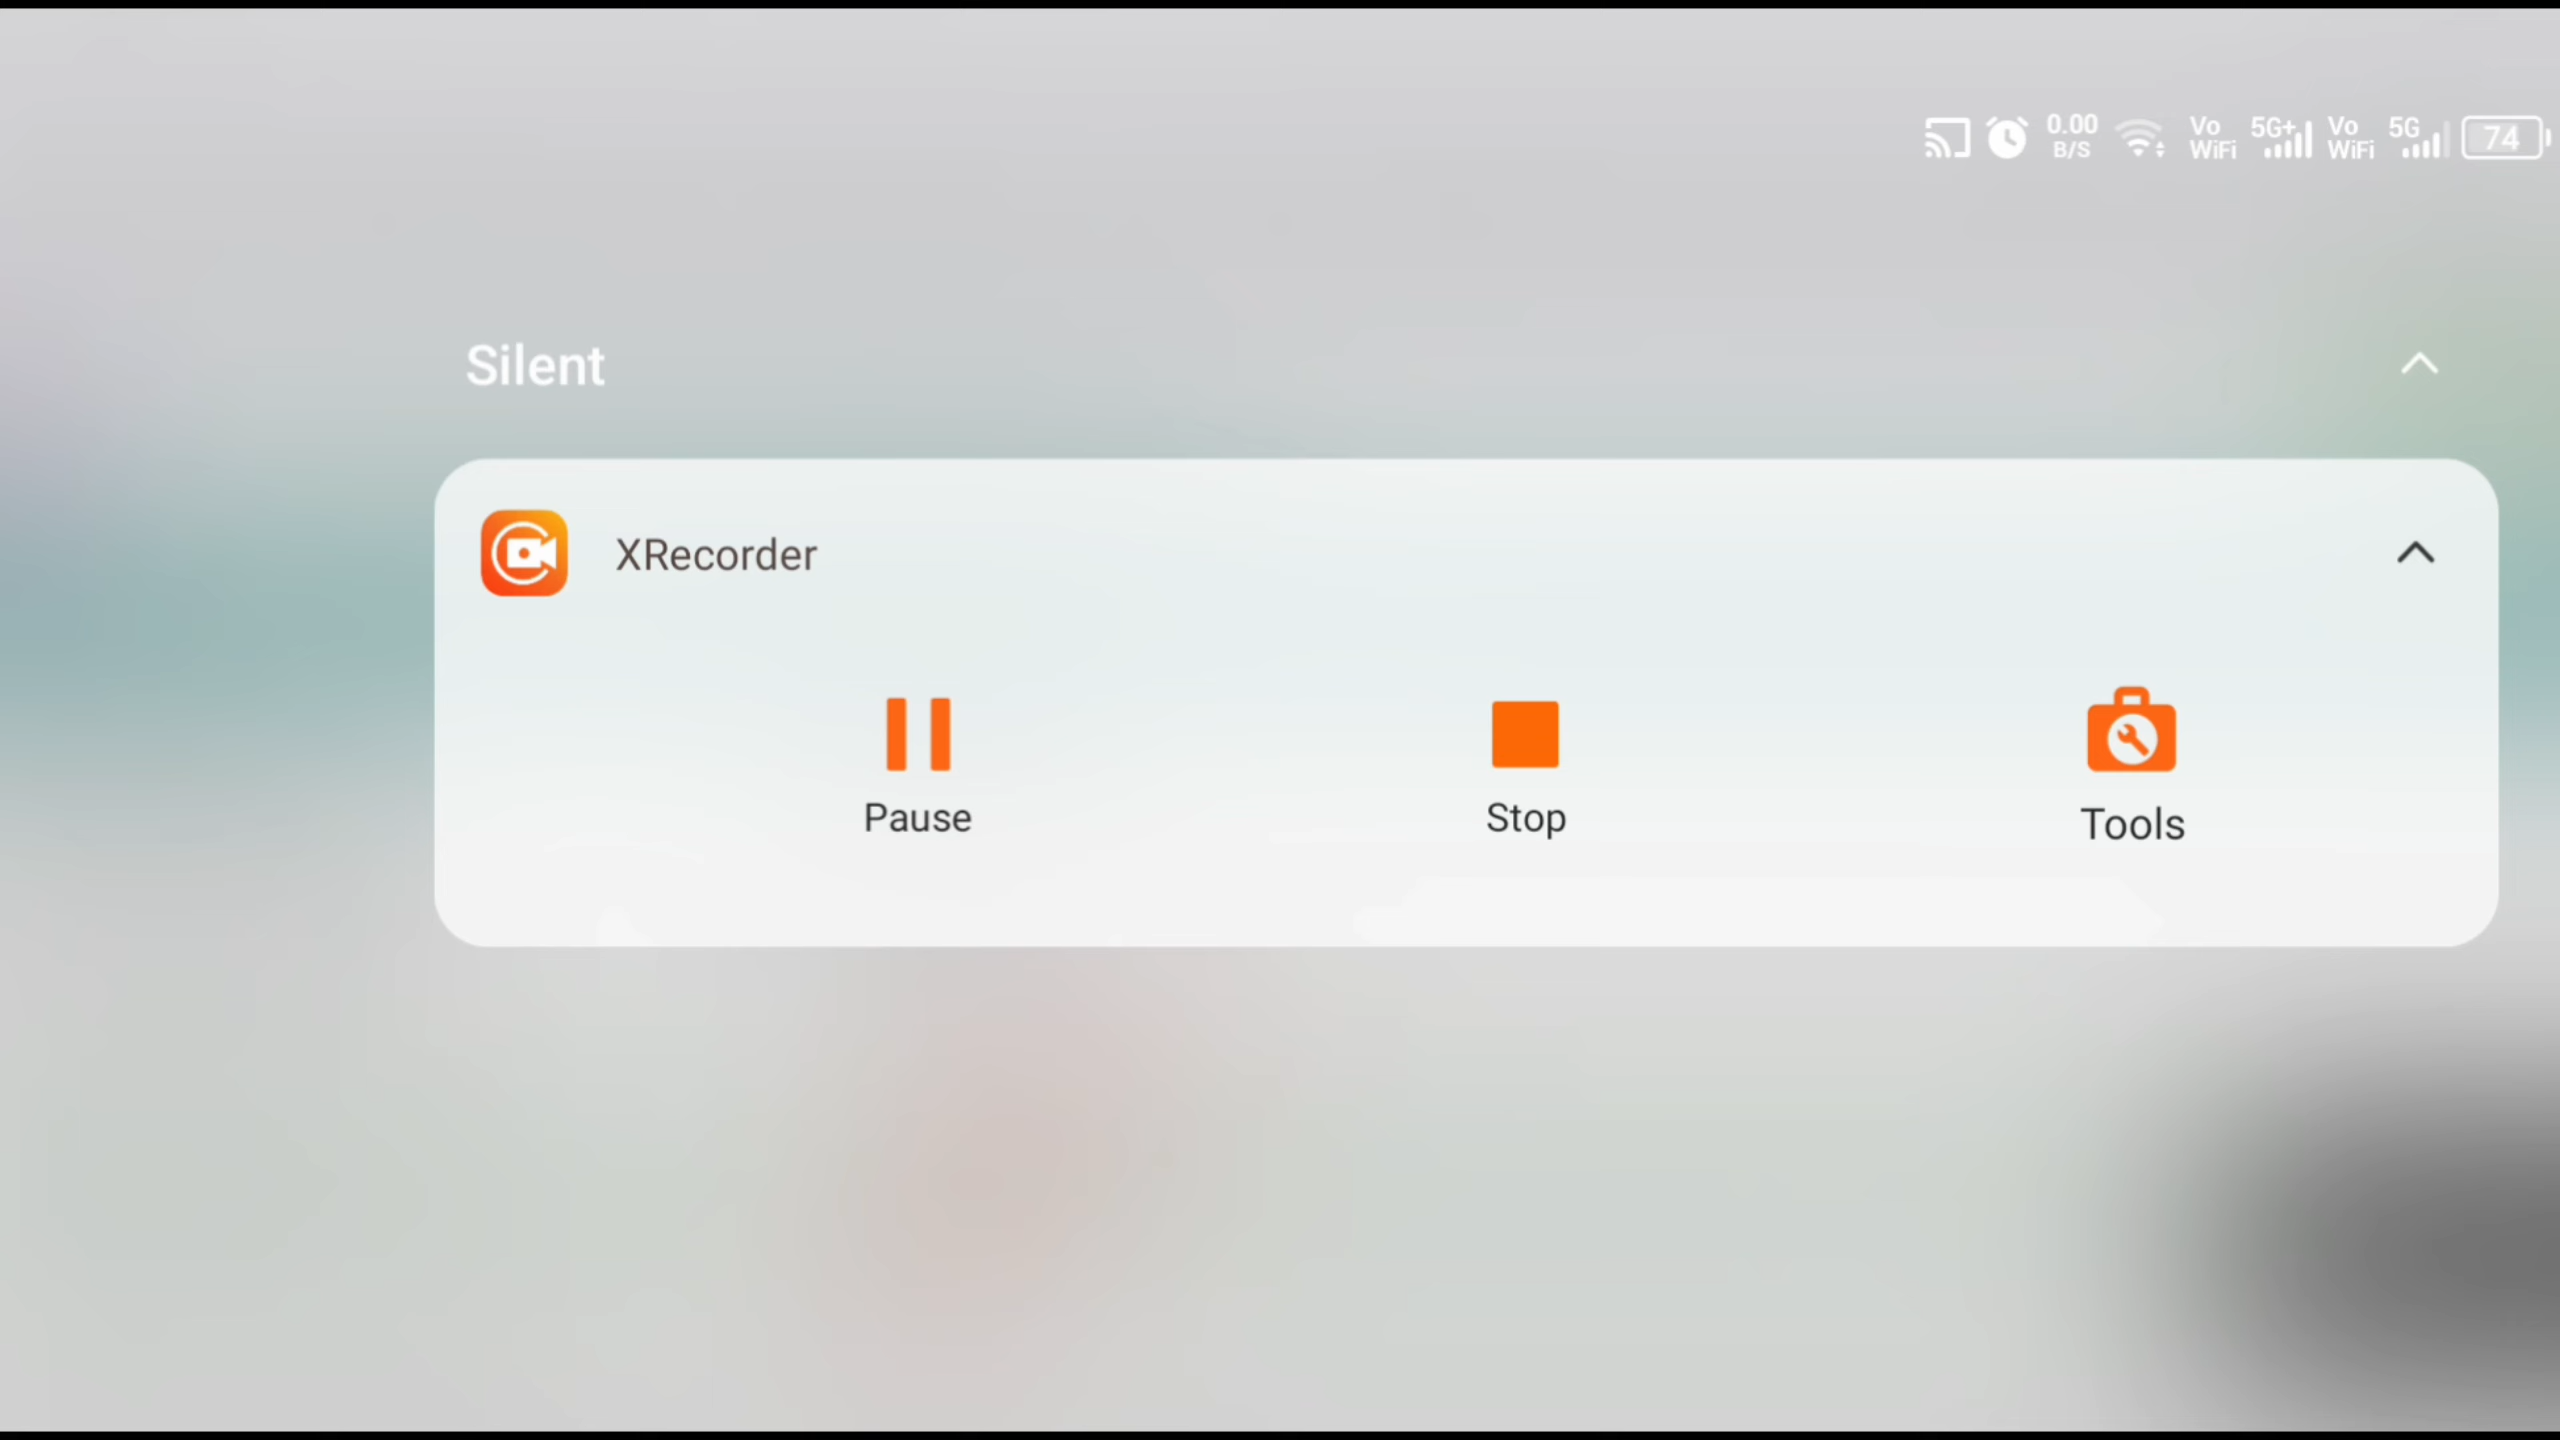 0.00
B/S
Vo
WiFi
5G+
Vo
WiFi
5G
74
Silent
XRecorder
Pause
Stop
Tools